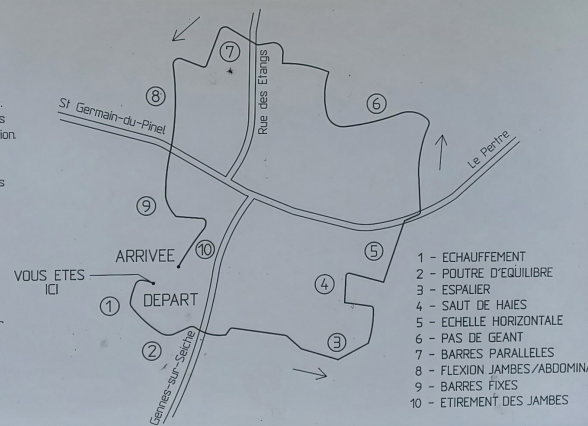 7
8
6
St Germain-du-Pinel
Rue des Etangs
Le Pertre
9
10
ARRIVEE
5
VOUS ETES
ICI
DEPART
4
1
2
3
Gennes-sur-Seiche
1 - ECHAUFFEMENT
2 - POUTRE D'EQUILIBRE
3 - ESPALIER
4 - SAUT DE HAIES
5 - ECHELLE HORIZONTALE
6 - PAS DE GEANT
7 - BARRES PARALLELES
8 - FLEXION JAMBES/ABDOMINA
9 - BARRES FIXES
10 - ETIREMENT DES JAMBES